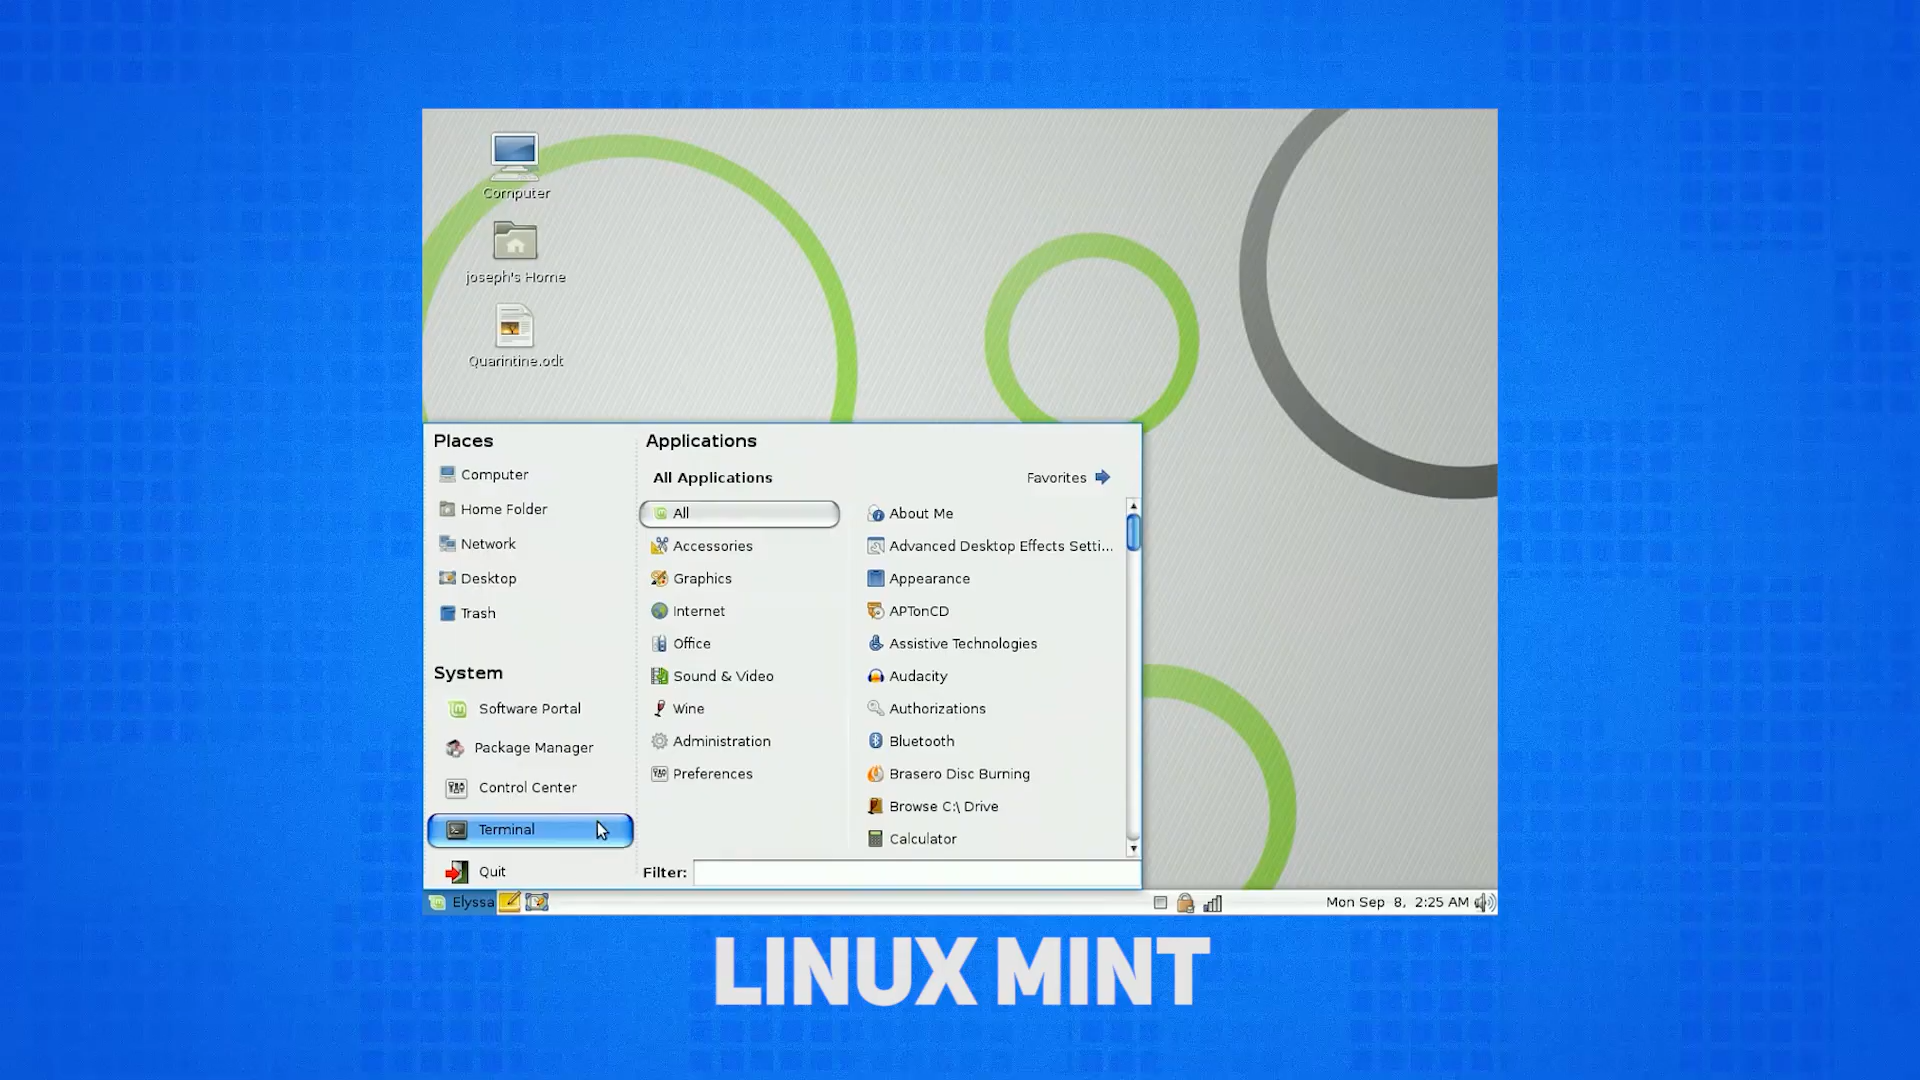 Computer
joseph's Home
Quarintine.odt
Places
Computer
Home Folder
Network
Desktop
Trash
System
Software Portal
Package Manager
Control Center
Terminal
Quit
Applications
All Applications
Favorites
All
Accessories
Graphics
Internet
Office
Sound & Video
Wine
Administration
Preferences
About Me
Advanced Desktop Effects Setti...
Appearance
APTonCD
Assistive Technologies
Audacity
Authorizations
Bluetooth
Brasero Disc Burning
Browse C:\ Drive
Calculator
Filter:
Elyssa
Mon Sep 8, 2:25 AM
LINUX MINT